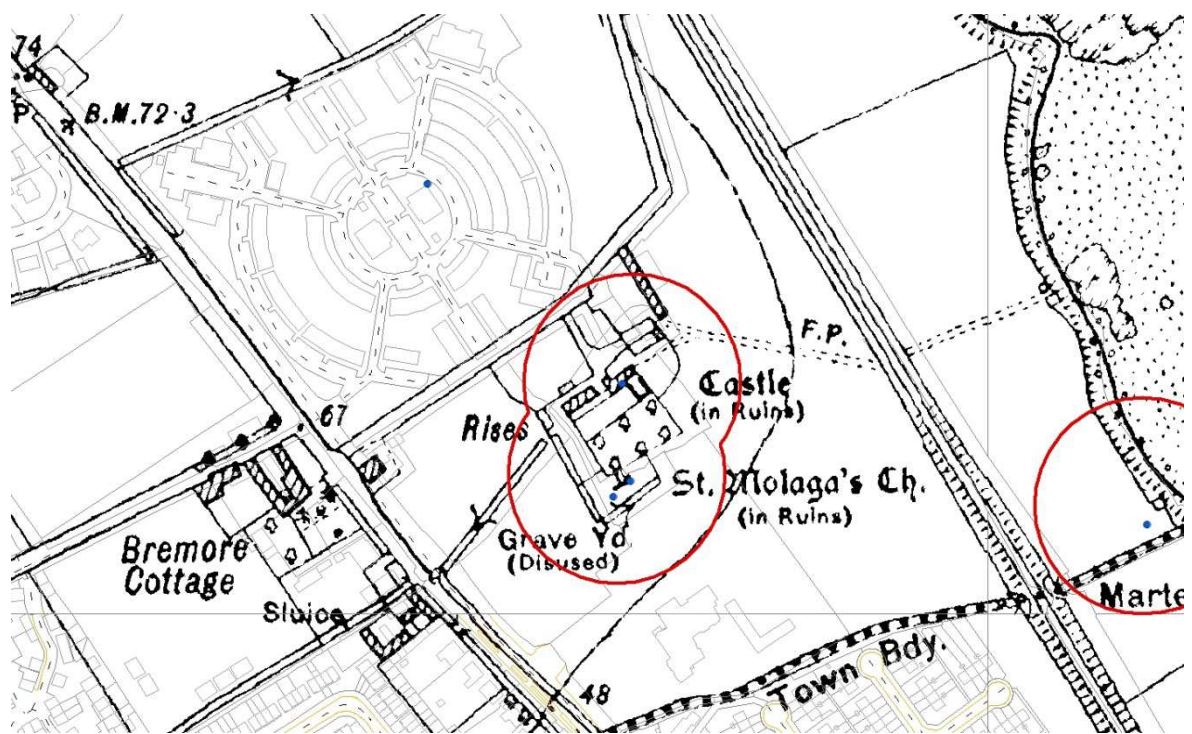 74
P
B.M.72·3
F.P.
Castle
(in Ruins)
67
Rises
St. Molaga's Ch.
(in Ruins)
Grave Yd
(Disused)
Bremore
Cottage
Sluice
Marte
Town Bdy.
48